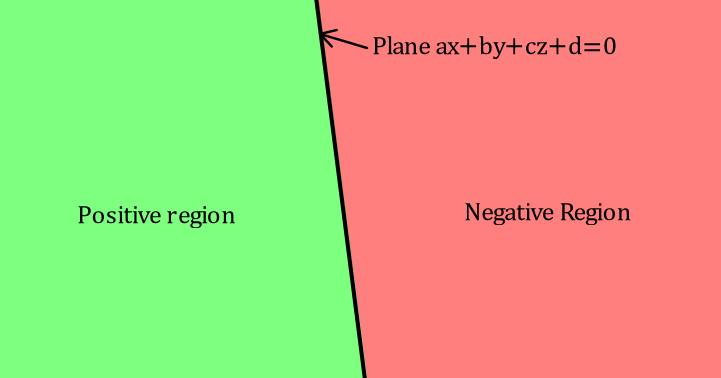 Plane ax+by+cz+d=0
Positive region
Negative Region